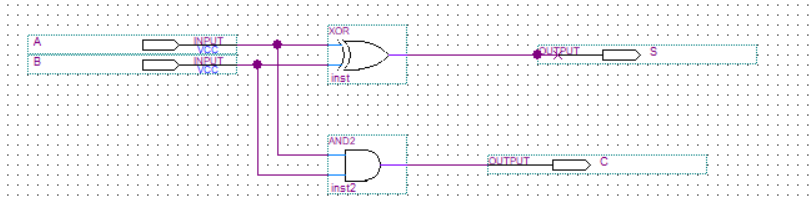 XOR
A INPUT
VCC
OUTPUT S
B INPUT
VCC
inst
AND2
OUTPUT C
inst2